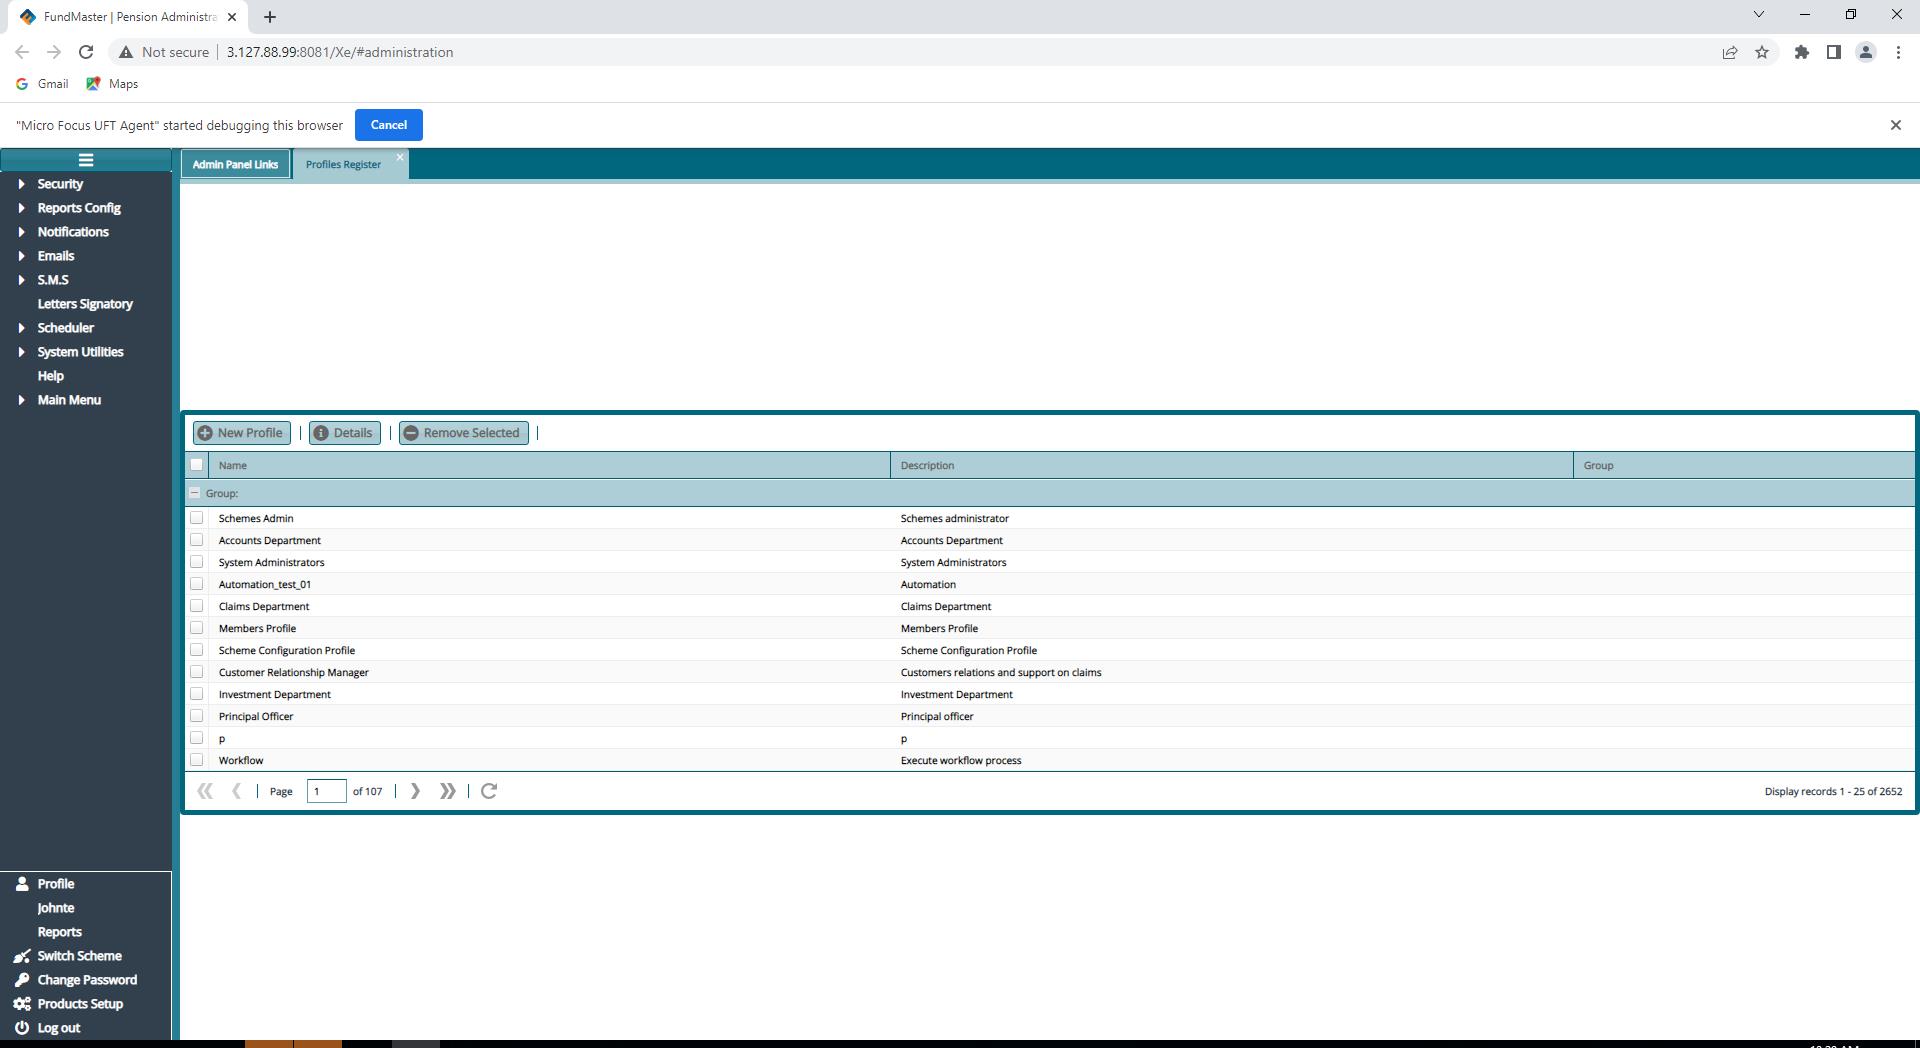 FundMaster | Pension Administra
Not secure
3.127.88.99:8081/Xe/#administration
Gmail
Maps
"Micro Focus UFT Agent" started debugging this browser
Cancel
Admin Panel Links
Profiles Register
Security
Reports Config
Notifications
Emails
S.M.S
Letters Signatory
Scheduler
System Utilities
Help
Main Menu
New Profile
Details
Remove Selected
Name Description Group
Group:
Schemes Admin Schemes administrator
Accounts Department Accounts Department
System Administrators System Administrators
Automation_test_01 Automation
Claims Department Claims Department
Members Profile Members Profile
Scheme Configuration Profile Scheme Configuration Profile
Customer Relationship Manager Customers relations and support on claims
Investment Department Investment Department
Principal Officer Principal officer
p p
Workflow Execute workflow process
Page 1 of 107
Display records 1 - 25 of 2652
Profile
Johnte
Reports
Switch Scheme
Change Password
Products Setup
Log out